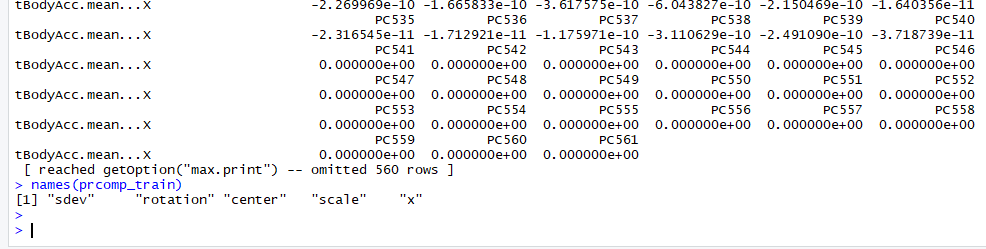 tBodyAcc.mean...X -2.269969e-10 -1.665833e-10 -3.617575e-10 -6.043827e-10 -2.150469e-10 -1.640356e-11
PC535 PC536 PC537 PC538 PC539 PC540
tBodyAcc.mean...X -2.316545e-11 -1.712921e-11 -1.175971e-10 -3.110629e-10 -2.491090e-10 -3.718739e-11
PC541 PC542 PC543 PC544 PC545 PC546
tBodyAcc.mean...X 0.000000e+00 0.000000e+00 0.000000e+00 0.000000e+00 0.000000e+00 0.000000e+00
PC547 PC548 PC549 PC550 PC551 PC552
tBodyAcc.mean...X 0.000000e+00 0.000000e+00 0.000000e+00 0.000000e+00 0.000000e+00 0.000000e+00
PC553 PC554 PC555 PC556 PC557 PC558
tBodyAcc.mean...X 0.000000e+00 0.000000e+00 0.000000e+00 0.000000e+00 0.000000e+00 0.000000e+00
PC559 PC560 PC561
tBodyAcc.mean...X 0.000000e+00 0.000000e+00 0.000000e+00
[ reached getOption("max.print") -- omitted 560 rows ]
> names(prcomp_train)
[1] "sdev" "rotation" "center" "scale" "x"
>
>